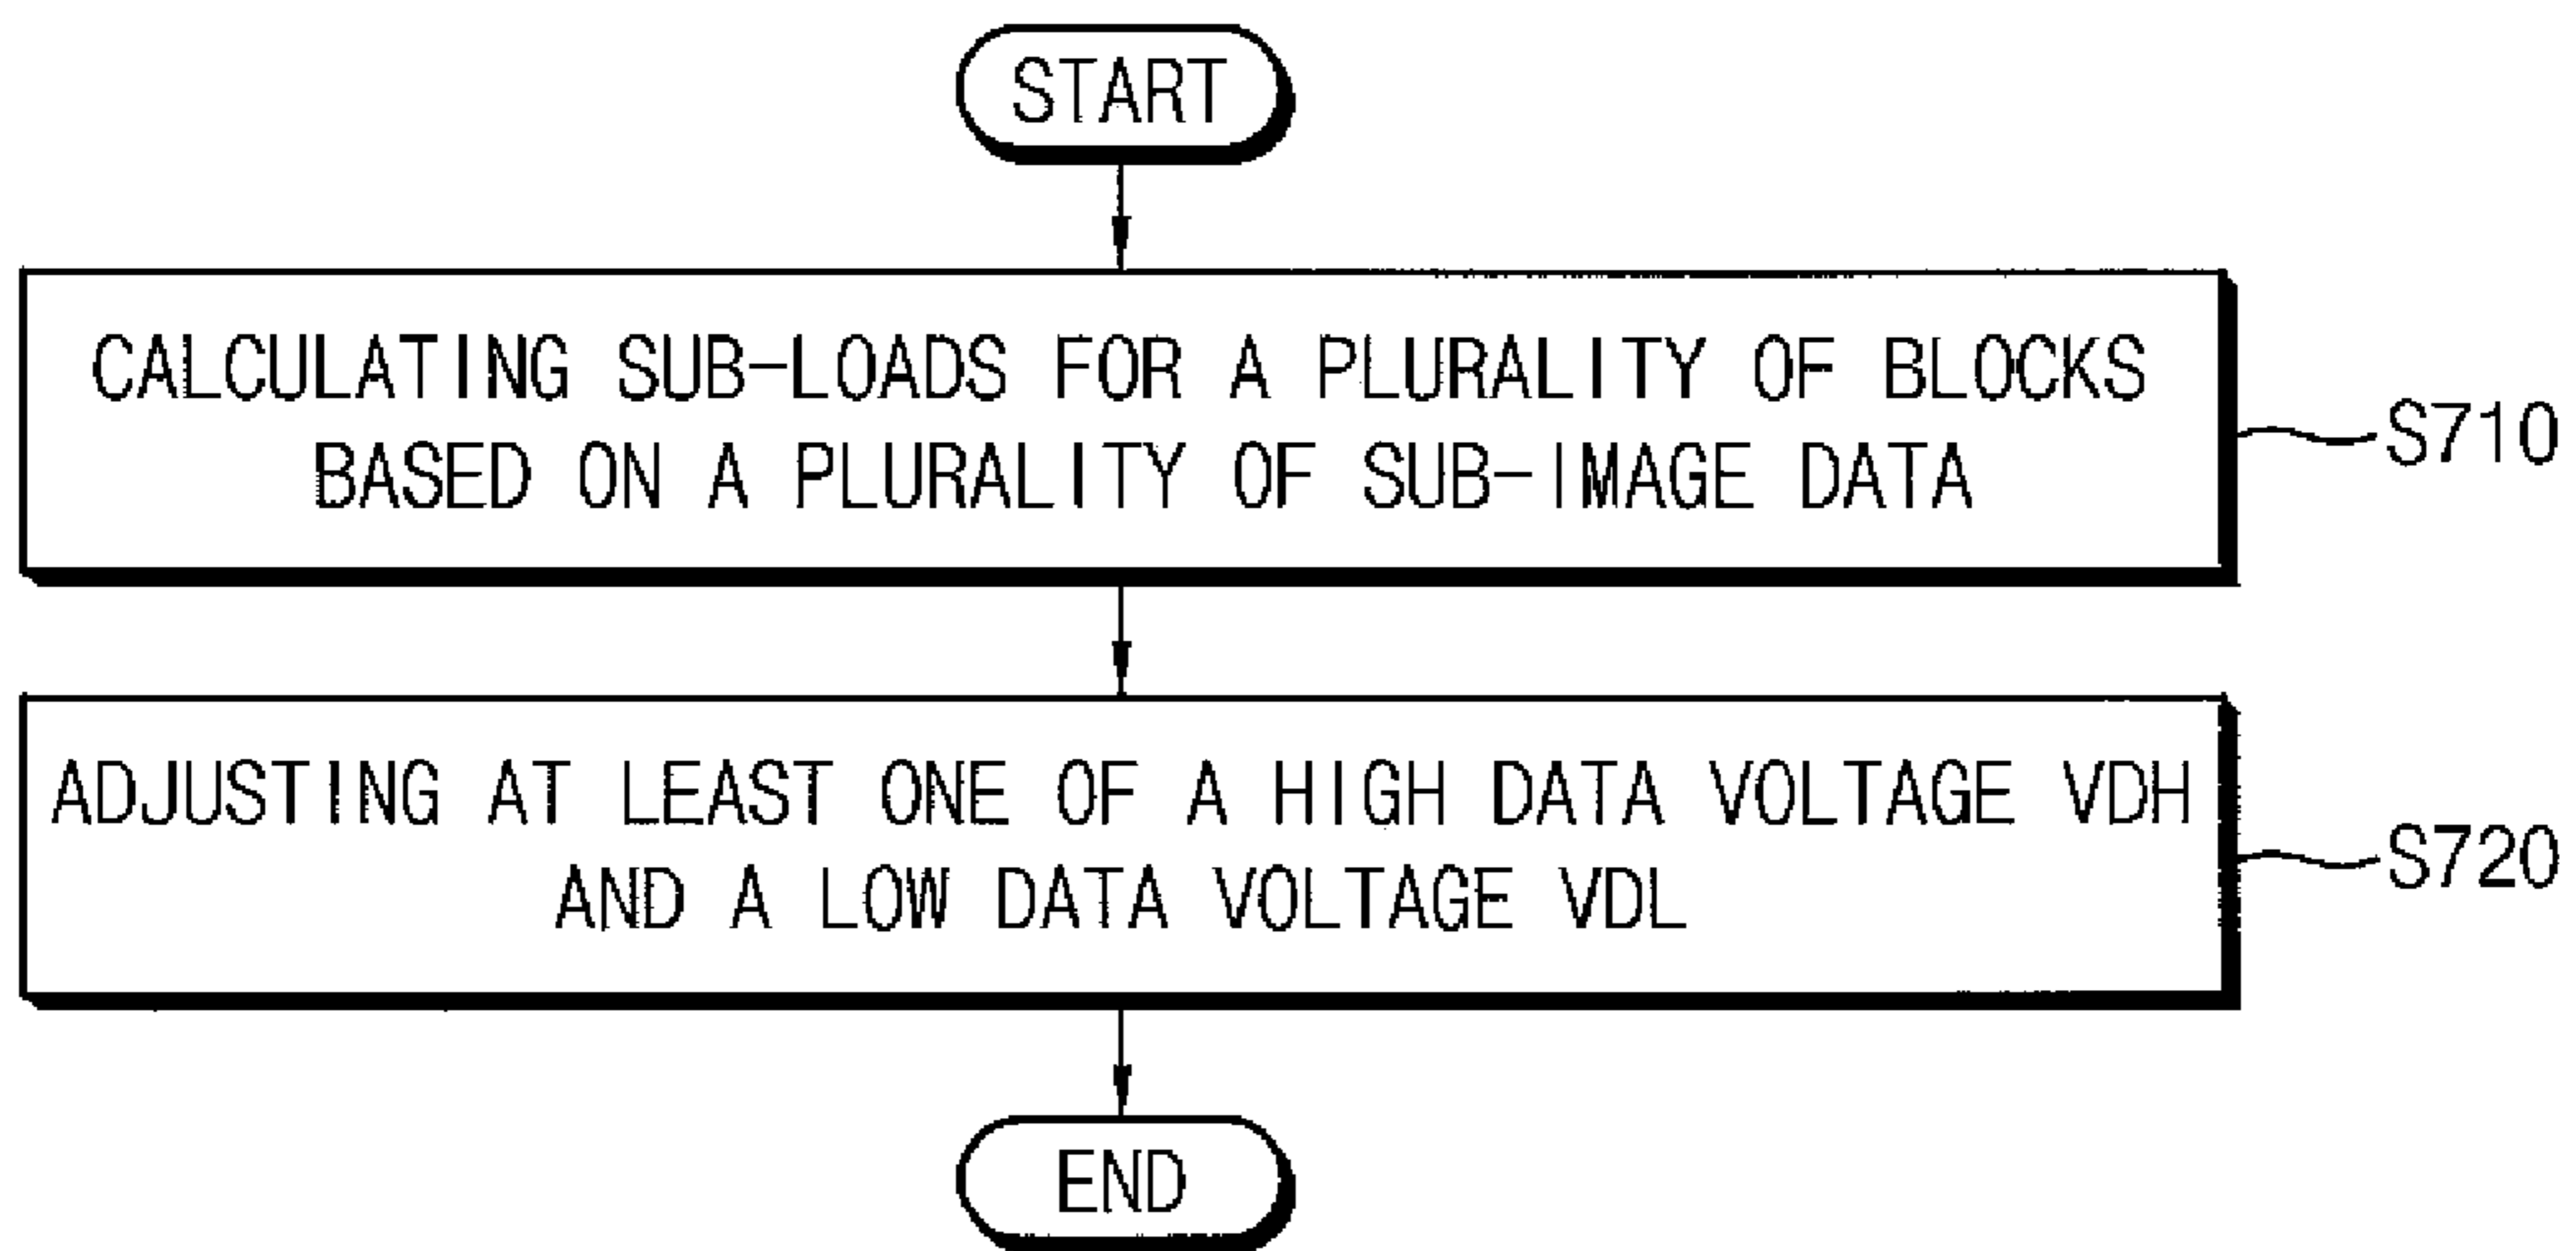 START
CALCULATING SUB-LOADS FOR A PLURALITY OF BLOCKS
BASED ON A PLURALITY OF SUB-IMAGE DATA
S710
ADJUSTING AT LEAST ONE OF A HIGH DATA VOLTAGE VDH
AND A LOW DATA VOLTAGE VDL
S720
END